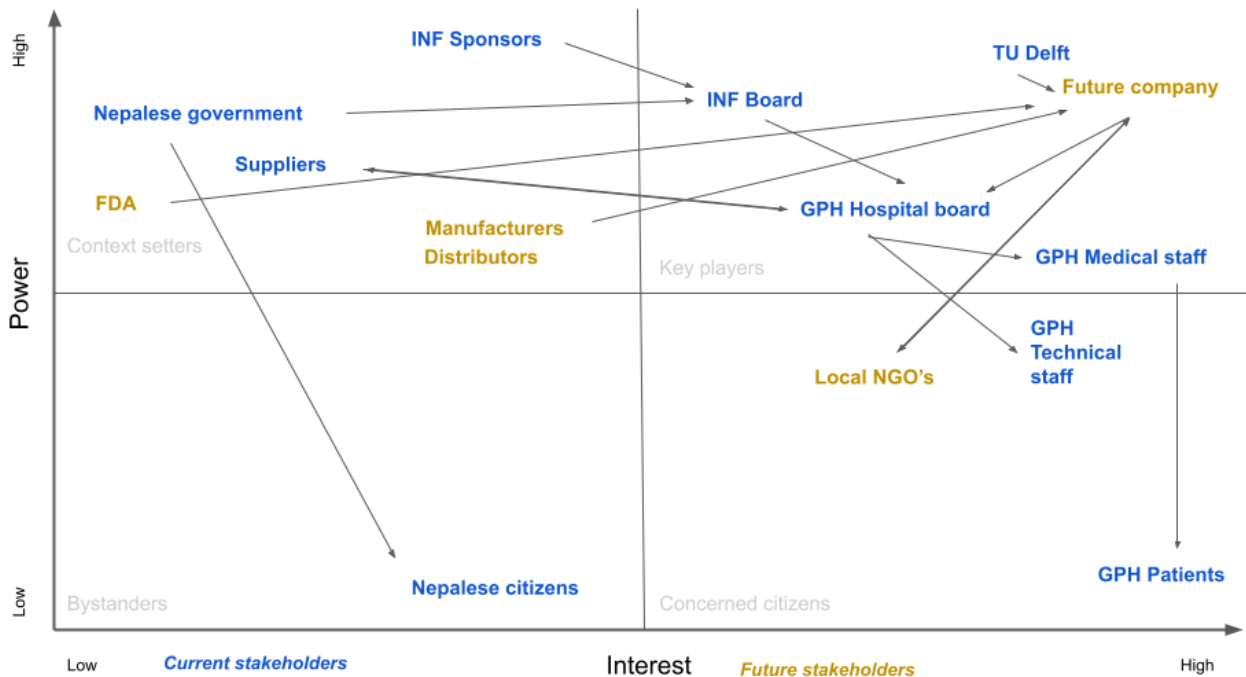 High
INF Sponsors
TU Delft
Future company
INF Board
Nepalese government
Suppliers
FDA
GPH Hospital board
Manufacturers
Distributors
Context setters
Key players
GPH Medical staff
Power
GPH
Technical
staff
Local NGO's
Nepalese citizens
GPH Patients
Low
Bystanders
Concerned citizens
Low
Current stakeholders
Interest
Future stakeholders
High